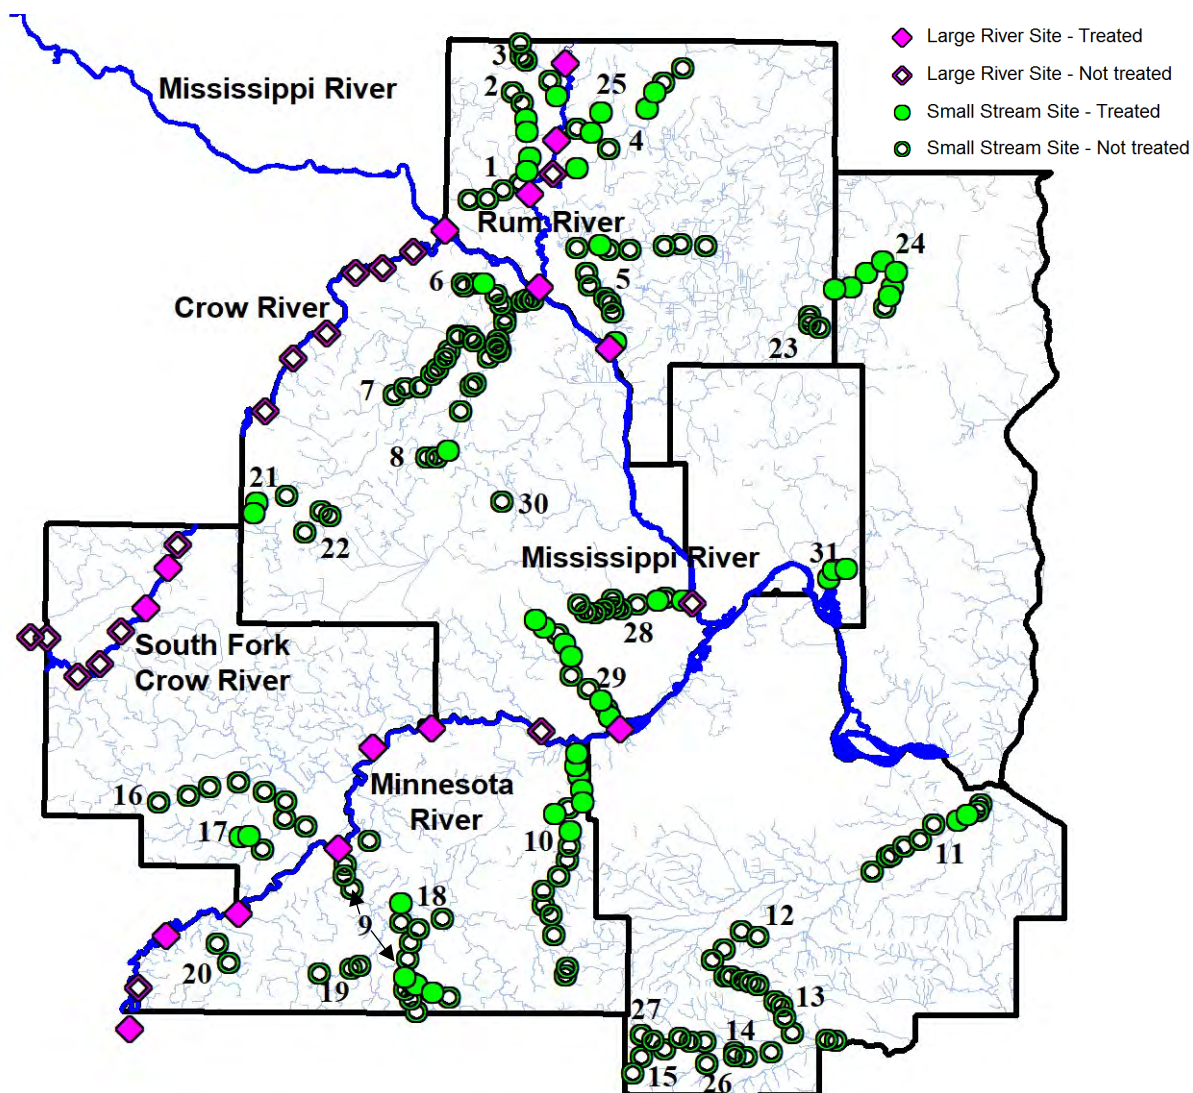 Large River Site - Treated
Large River Site - Not treated
Small Stream Site - Treated
Small Stream Site - Not treated
3
2
25
Mississippi River
4
1
Rum River
24
6
5
Crow River
23
7
8
21
30
22
Mississippi River
31
28
South Fork
Crow River
29
Minnesota
River
16
17
10
11
18
12
9
20
19
13
27
14
15
26